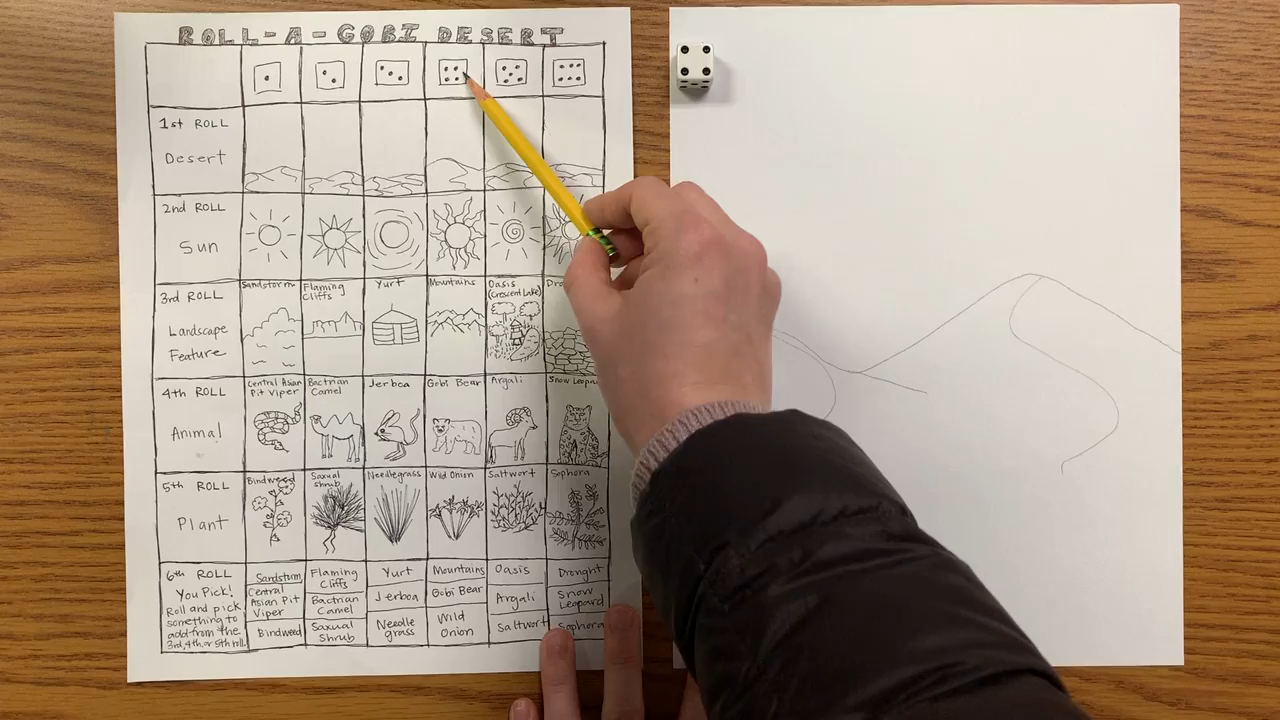 ROLL-A-GOBI DESERT
1st ROLL
Desert
2nd ROLL
Sun
3rd ROLL
Landscape
Feature
Sandstorm
Flaming
Cliffs
Yurt
Mountains
Oasis
(Crescent Lake)
4th ROLL
Animal
Central Asian
Pit Viper
Bactrian
Camel
Jerboa
Gobi Bear
Argali
Snow Leopard
5th ROLL
Plant
Bindweed
Saxual
shrub
Needlegrass
Wild Onion
Saltwort
Sophora
6th ROLL
You Pick!
Roll and pick
something to
add from the
3rd, 4th, or 5th roll.
Sandstorm
Central
Asian Pit
Viper
Bindweed
Flaming
Cliffs
Bactrian
Camel
Saxual
Shrub
Yurt
Jerboa
Needle
grass
Mountains
Gobi Bear
Wild
Onion
Oasis
Argali
Saltwort
Drought
Snow
Leopard
Sophora